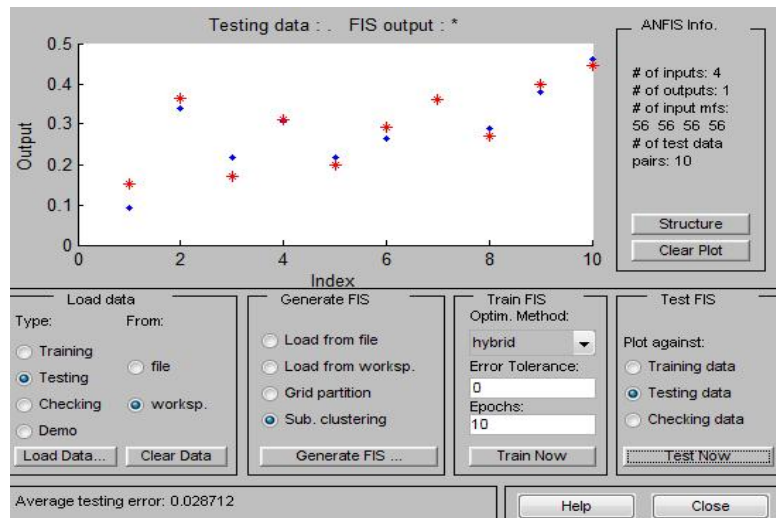 Testing data : .   FIS output : *
0.5
0.4
0.3
0.2
0.1
0
Output
0
2
4
6
8
10
Index
ANFIS Info.
# of inputs: 4
# of outputs: 1
# of input mfs:
56 56 56 56
# of test data
pairs: 10
Structure
Clear Plot
Load data
Type:
From:
Training
Testing
Checking
Demo
file
worksp.
Load Data...
Clear Data
Generate FIS
Load from file
Load from worksp.
Grid partition
Sub. clustering
Generate FIS ...
Train FIS
Optim. Method:
hybrid
Error Tolerance:
0
Epochs:
10
Train Now
Test FIS
Plot against:
Training data
Testing data
Checking data
Test Now
Average testing error: 0.028712
Help
Close